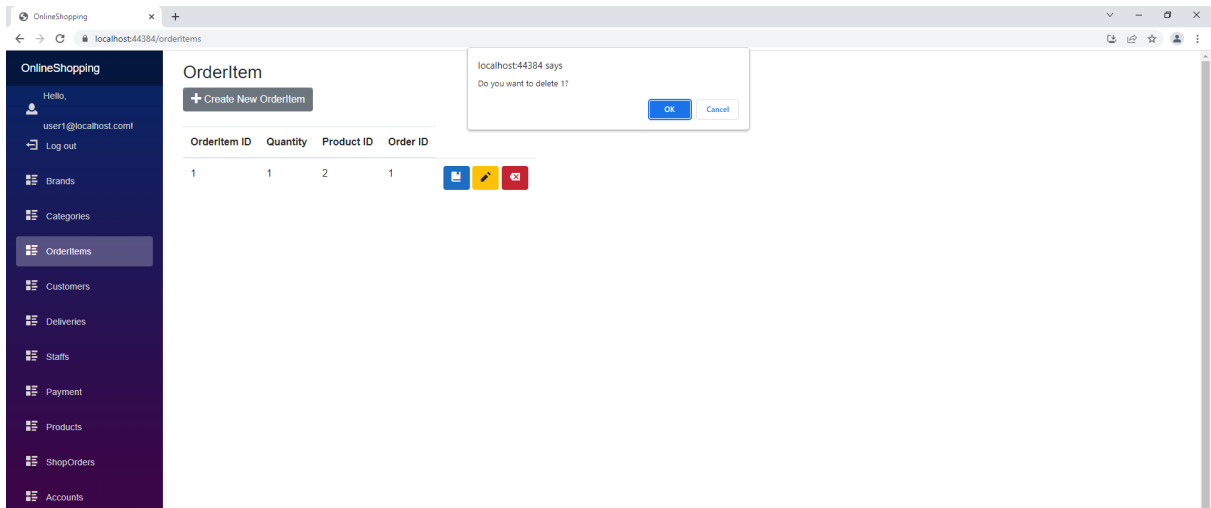 OnlineShopping
localhost:44384/orderItems
OnlineShopping
Hello,
user1@localhost.com!
Log out
Brands
Categories
OrderItems
Customers
Deliveries
Staffs
Payment
Products
ShopOrders
Accounts
OrderItem
Create New OrderItem
OrderItem ID Quantity Product ID Order ID
1 1 2 1
localhost:44384 says
Do you want to delete 1?
OK Cancel